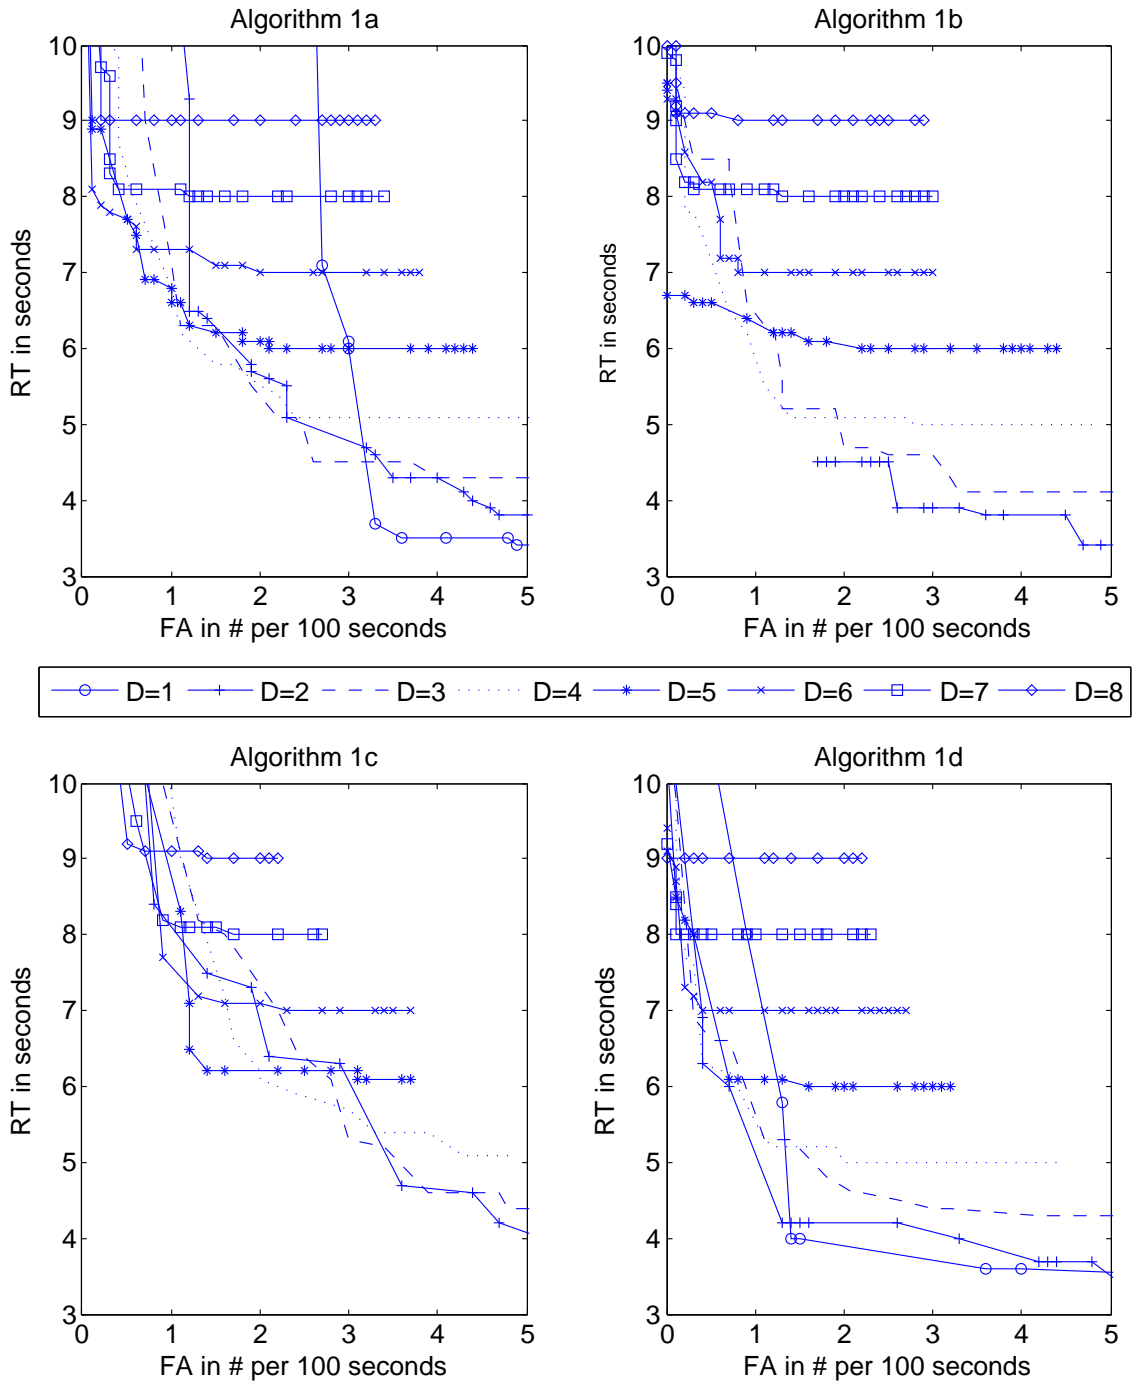 Algorithm 1a
10
9
8
7
6
5
4
3
RT in seconds
0 1 2 3 4 5
FA in # per 100 seconds
Algorithm 1b
10
9
8
7
6
5
4
3
RT in seconds
0 1 2 3 4 5
FA in # per 100 seconds
D=1 D=2 D=3 D=4 D=5 D=6 D=7 D=8
Algorithm 1c
10
9
8
7
6
5
4
3
RT in seconds
0 1 2 3 4 5
FA in # per 100 seconds
Algorithm 1d
10
9
8
7
6
5
4
3
RT in seconds
0 1 2 3 4 5
FA in # per 100 seconds